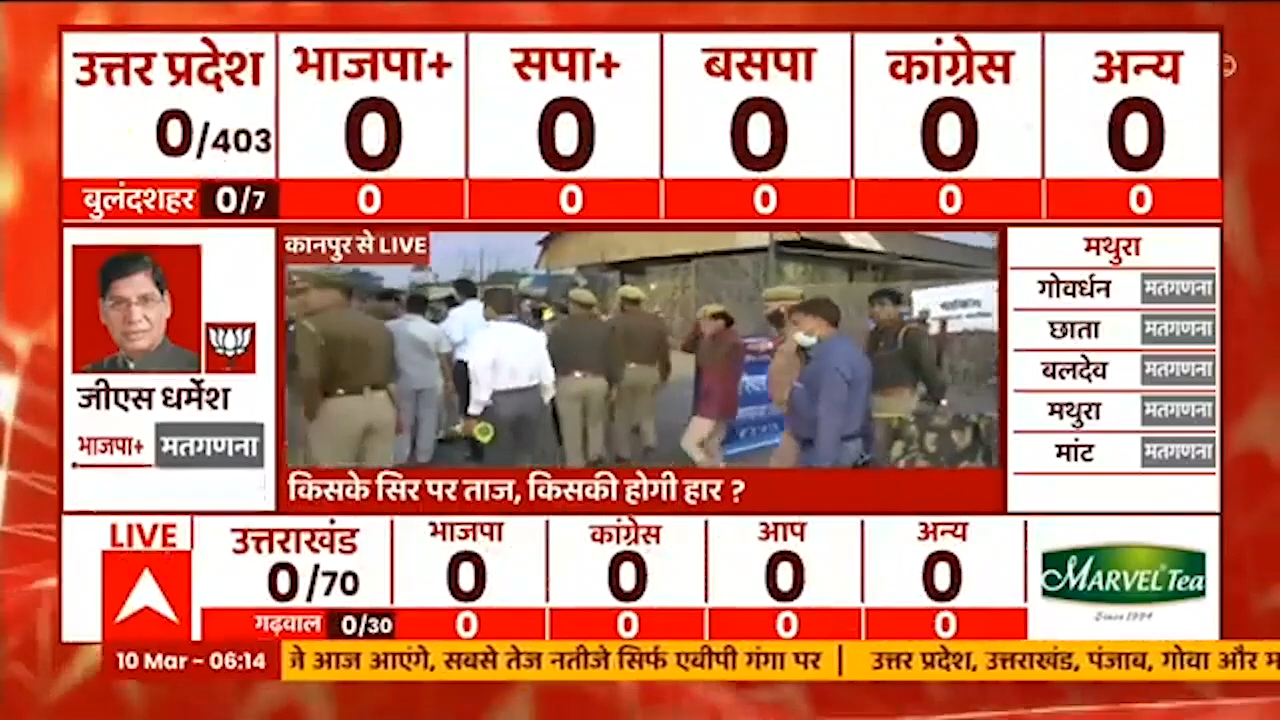 उत्तर प्रदेश
0/403
भाजपा+
0
सपा+
0
बसपा
0
कांग्रेस
0
अन्य
0
बुलंदशहर 0/7 0 0 0 0 0
जीएस धर्मेश
भाजपा+ मतगणना
कानपुर से LIVE
किसके सिर पर ताज, किसकी होगी हार ?
मथुरा
गोवर्धन मतगणना
छाता मतगणना
बलदेव मतगणना
मथुरा मतगणना
मांट मतगणना
LIVE
उत्तराखंड
0/70
भाजपा
0
कांग्रेस
0
आप
0
अन्य
0
गढ़वाल 0/30 0 0 0 0
MARVEL Tea
Since 1994
10 Mar - 06:14
जे आज आएंगे, सबसे तेज नतीजे सिर्फ एबीपी गंगा पर | उत्तर प्रदेश, उत्तराखंड, पंजाब, गोवा और म